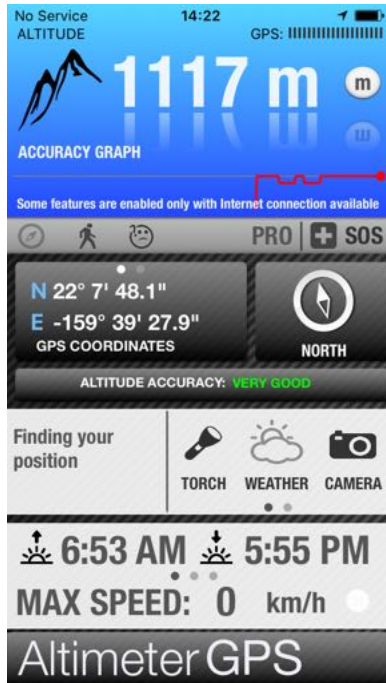 No Service 14:22
ALTITUDE GPS:
1117 m m
ACCURACY GRAPH
Some features are enabled only with Internet connection available
PRO SOS
N 22° 7' 48.1"
E -159° 39' 27.9"
GPS COORDINATES
NORTH
ALTITUDE ACCURACY: VERY GOOD
Finding your
position
TORCH WEATHER CAMERA
6:53 AM 5:55 PM
MAX SPEED: 0 km/h
Altimeter GPS